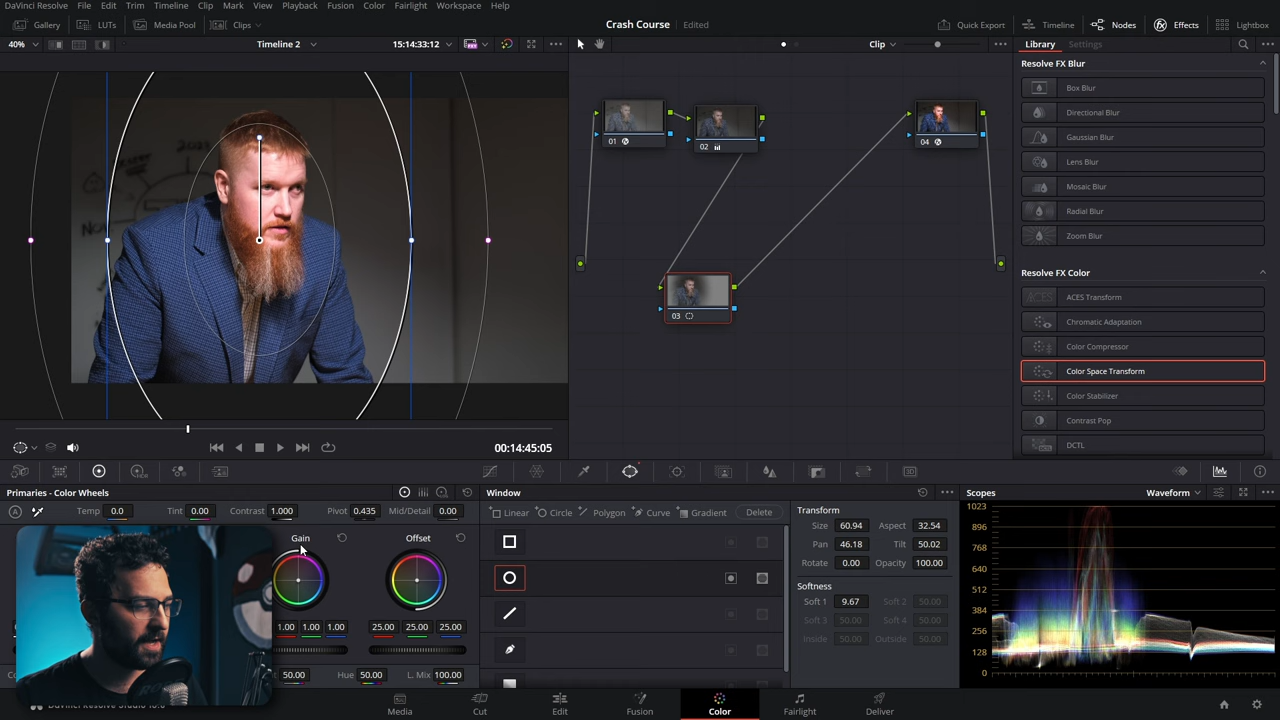 DaVinci Resolve File Edit Trim Timeline Clip Mark View Playback Fusion Color Fairlight Workspace Help
Gallery LUTs Media Pool Clips Crash Course Edited Quick Export Timeline Nodes Effects Lightbox
40% Timeline 2 15:14:33:12 Clip Library Settings
Resolve FX Blur
Box Blur
Directional Blur
Gaussian Blur
Lens Blur
Mosaic Blur
Radial Blur
Zoom Blur
Resolve FX Color
ACES Transform
Chromatic Adaptation
Color Compressor
Color Space Transform
Color Stabilizer
Contrast Pop
DCTL
01
02
04
03
00:14:45:05
Primaries - Color Wheels
Temp 0.0 Tint 0.00 Contrast 1.000 Pivot 0.435 Mid/Detail 0.00
Gain Offset
1.00 1.00 1.00 25.00 25.00 25.00
50.00 Hue 50.00 L. Mix 100.00
Window
Linear Circle Polygon Curve Gradient Delete
Transform
Size 60.94 Aspect 32.54
Pan 46.18 Tilt 50.02
Rotate 0.00 Opacity 100.00
Softness
Soft 1 9.67 Soft 2 50.00
Soft 3 50.00 Soft 4 50.00
Inside 50.00 Outside 50.00
Scopes Waveform
1023
896
768
640
512
384
256
128
0
Media Cut Edit Fusion Color Fairlight Deliver